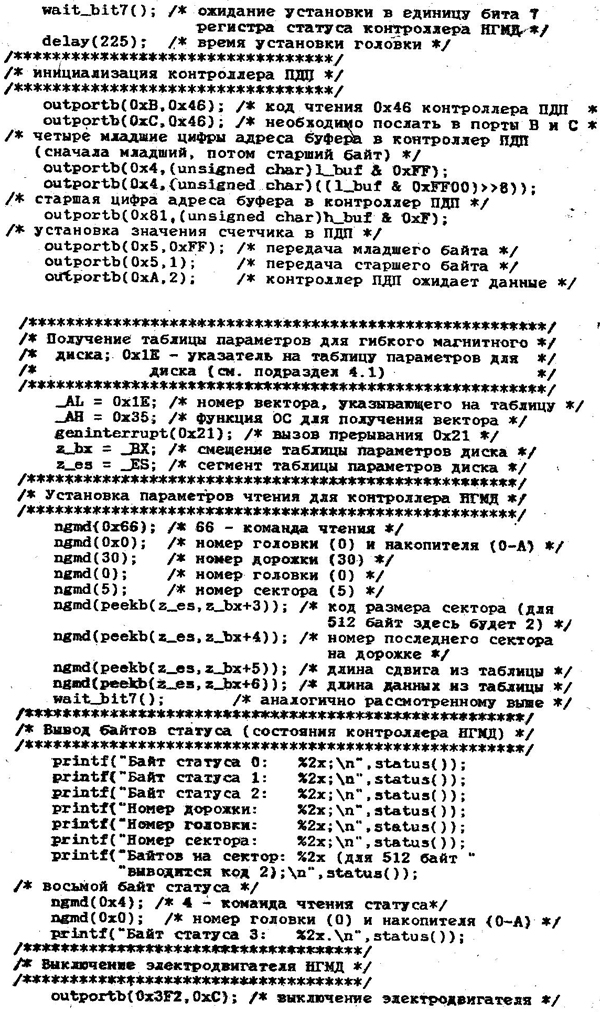 wait_bit7(); /* ожидание установки в единицу бита 7
регистра статуса контроллера НГМД */
delay(225); /* время установки головки */
/*********************************/
/* инициализация контроллера ПДП */
/*********************************/
outportb(0xB,0x46); /* код чтения 0x46 контроллера ПДП *
outportb(0xC,0x46); /* необходимо послать в порты B и C *
/* четыре младшие цифры адреса буфера в контроллер ПДП
(сначала младший, потом старший байт) */
outportb(0x4,(unsigned char)l_buf & 0xFF);
outportb(0x4,(unsigned char)((l_buf & 0xFF00)>>8));
/* старшая цифра адреса буфера в контроллер ПДП */
outportb(0x81,(unsigned char)h_buf & 0xF);
/* установка значения счетчика в ПДП */
outportb(0x5,0xFF); /* передача младшего байта */
outportb(0x5,1); /* передача старшего байта */
outportb(0xA,2); /* контроллер ПДП ожидает данные */
/*****************************************************/
/* Получение таблицы параметров для гибкого магнитного */
/* диска; 0x1E - указатель на таблицу параметров для */
/* диска (см. подраздел 4.1) */
/*****************************************************/
_AL = 0x1E; /* номер вектора, указывающего на таблицу */
_AH = 0x35; /* функция ОС для получения вектора */
geninterrupt(0x21); /* вызов прерывания 0x21 */
z_bx = _BX; /* смещение таблицы параметров диска */
z_es = _ES; /* сегмент таблицы параметров диска */
/***************************************************/
/* Установка параметров чтения для контроллера НГМД */
/***************************************************/
ngmd(0x66); /* 66 - команда чтения */
ngmd(0x0); /* номер головки (0) и накопителя (0-A) */
ngmd(30); /* номер дорожки (30) */
ngmd(0); /* номер головки (0) */
ngmd(5); /* номер сектора (5) */
ngmd(peekb(z_es,z_bx+3)); /* код размера сектора (для
512 байт здесь будет 2) */
ngmd(peekb(z_es,z_bx+4)); /* номер последнего сектора
на дорожке */
ngmd(peekb(z_es,z_bx+5)); /* длина сдвига из таблицы */
ngmd(peekb(z_es,z_bx+6)); /* длина данных из таблицы */
wait_bit7(); /* аналогично рассмотренному выше */
/***************************************************/
/* Вывод байтов статуса (состояния контроллера НГМД) */
/***************************************************/
printf("Байт статуса 0: %2x;\n",status());
printf("Байт статуса 1: %2x;\n",status());
printf("Байт статуса 2: %2x;\n",status());
printf("Номер дорожки: %2x;\n",status());
printf("Номер головки: %2x;\n",status());
printf("Номер сектора: %2x;\n",status());
printf("Байтов на сектор: %2x (для 512 байт "
"выводится код 2);\n",status());
/* восьмой байт статуса */
ngmd(0x4); /* 4 - команда чтения статуса*/
ngmd(0x0); /* номер головки (0) и накопителя (0-A) */
printf("Байт статуса 3: %2x.\n",status());
/***********************************/
/* Выключение электродвигателя НГМД */
/***********************************/
outportb(0x3F2,0xC); /* выключение электродвигателя */